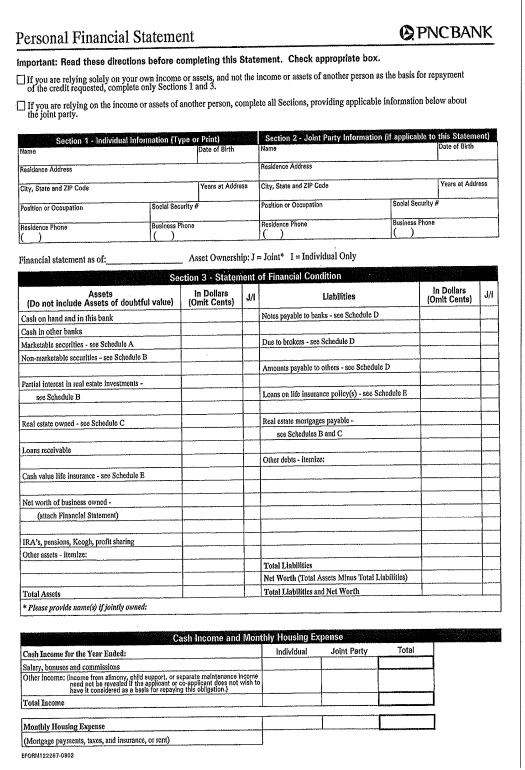 Personal Financial Statement
PNCBANK
Important: Read these directions before completing this Statement. Check appropriate box.
If you are relying solely on your own income or assets, and not the income or assets of another person as the basis for repayment
of the credit requested, complete only Sections 1 and 3.
If you are relying on the income or assets of another person, complete all Sections, providing applicable information below about
the joint party.
Section 1 - Individual Information (Type or Print) Section 2 - Joint Party Information (if applicable to this Statement)
Name Date of Birth Name Date of Birth
Residence Address Residence Address
City, State and ZIP Code Years at Address City, State and ZIP Code Years at Address
Position or Occupation Social Security # Position or Occupation Social Security #
Residence Phone Business Phone Residence Phone Business Phone
( ) ( ) ( ) ( )
Financial statement as of: Asset Ownership: J = Joint* I = Individual Only
Section 3 - Statement of Financial Condition
Assets In Dollars J/I Liabilities In Dollars J/I
(Do not include Assets of doubtful value) (Omit Cents) (Omit Cents)
Cash on hand and in this bank Notes payable to banks - see Schedule D
Cash in other banks
Marketable securities - see Schedule A Due to brokers - see Schedule D
Non-marketable securities - see Schedule B
Amounts payable to others - see Schedule D
Partial interest in real estate investments -
see Schedule B Loans on life insurance policy(s) - see Schedule E
Real estate owned - see Schedule C Real estate mortgages payable -
see Schedules B and C
Loans receivable
Other debts - itemize:
Cash value life insurance - see Schedule E
Net worth of business owned -
(attach Financial Statement)
IRA's, pensions, Keogh, profit sharing
Other assets - itemize:
Total Liabilities
Net Worth (Total Assets Minus Total Liabilities)
Total Assets Total Liabilities and Net Worth
* Please provide name(s) if jointly owned:
Cash Income and Monthly Housing Expense
Cash Income for the Year Ended: Individual Joint Party Total
Salary, bonuses and commissions
Other Income: (Income from alimony, child support, or separate maintenance income
need not be revealed if the applicant or co-applicant does not wish to
have it considered as a basis for repaying this obligation.)
Total Income
Monthly Housing Expense
(Mortgage payments, taxes, and insurance, or rent)
EFORM122267-0902